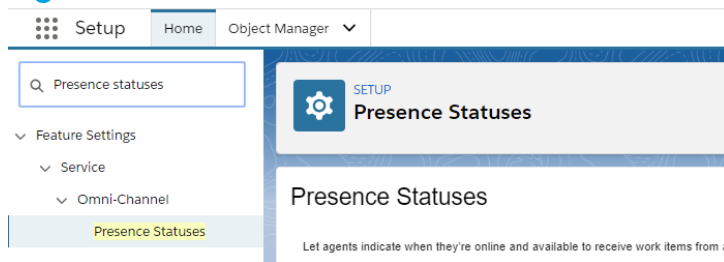 Setup Home Object Manager
Presence statuses
SETUP
Presence Statuses
Feature Settings
Service
Omni-Channel
Presence Statuses
Presence Statuses
Let agents indicate when they're online and available to receive work items from a